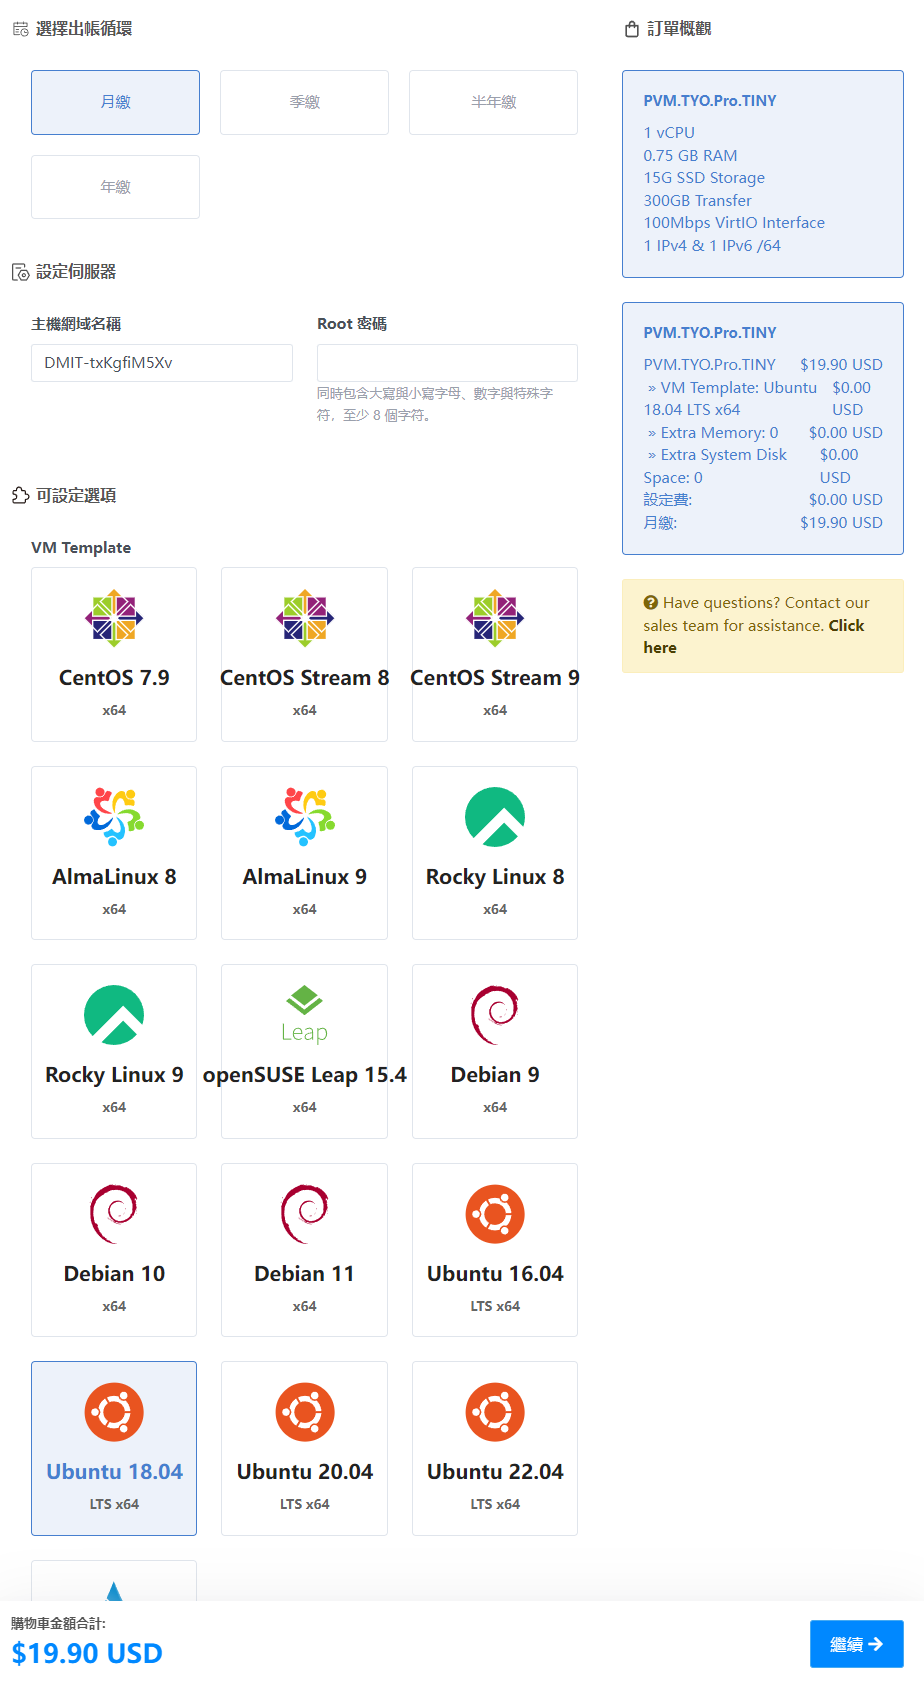 選擇出帳循環
月繳
季繳
半年繳
年繳
設定伺服器
主機網域名稱
DMIT-txKgfiM5Xv
Root 密碼
同時包含大寫與小寫字母、數字與特殊字
符，至少 8 個字符。
可設定選項
VM Template
CentOS 7.9
x64
CentOS Stream 8
x64
CentOS Stream 9
x64
AlmaLinux 8
x64
AlmaLinux 9
x64
Rocky Linux 8
x64
Rocky Linux 9
x64
Leap
openSUSE Leap 15.4
x64
Debian 9
x64
Debian 10
x64
Debian 11
x64
Ubuntu 16.04
LTS x64
Ubuntu 18.04
LTS x64
Ubuntu 20.04
LTS x64
Ubuntu 22.04
LTS x64
訂單概觀
PVM.TYO.Pro.TINY
1 vCPU
0.75 GB RAM
15G SSD Storage
300GB Transfer
100Mbps VirtIO Interface
1 IPv4 & 1 IPv6 /64
PVM.TYO.Pro.TINY
PVM.TYO.Pro.TINY $19.90 USD
» VM Template: Ubuntu $0.00
18.04 LTS x64 USD
» Extra Memory: 0 $0.00 USD
» Extra System Disk $0.00
Space: 0 USD
設定費: $0.00 USD
月繳: $19.90 USD
Have questions? Contact our
sales team for assistance. Click
here
購物車金額合計:
$19.90 USD
繼續